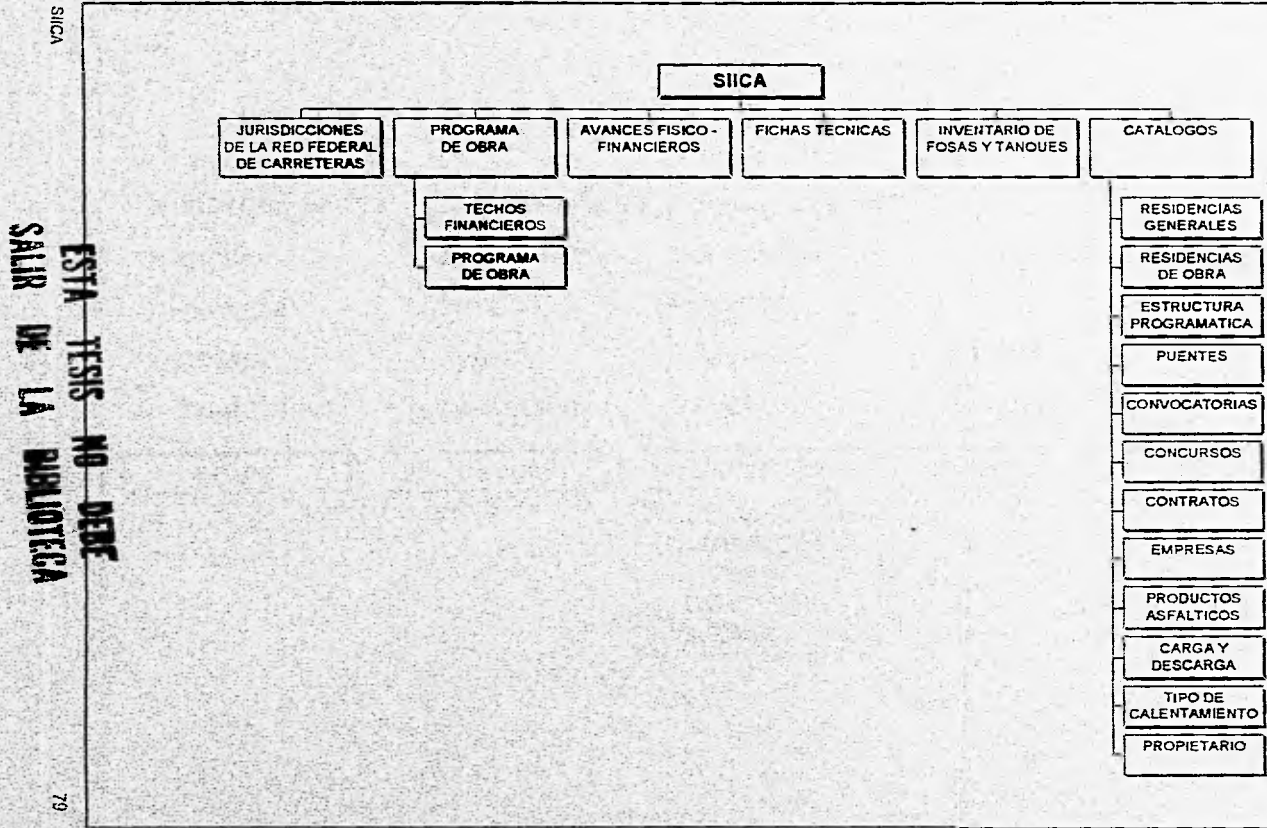 SIICA
SIICA
JURISDICCIONES
DE LA RED FEDERAL
DE CARRETERAS
PROGRAMA
DE OBRA
TECHOS
FINANCIEROS
PROGRAMA
DE OBRA
AVANCES FISICO -
FINANCIEROS
FICHAS TECNICAS
INVENTARIO DE
FOSAS Y TANQUES
CATALOGOS
RESIDENCIAS
GENERALES
RESIDENCIAS
DE OBRA
ESTRUCTURA
PROGRAMATICA
PUENTES
CONVOCATORIAS
CONCURSOS
CONTRATOS
EMPRESAS
PRODUCTOS
ASFALTICOS
CARGA Y
DESCARGA
TIPO DE
CALENTAMIENTO
PROPIETARIO
ESTA TESIS NO DEBE
SALIR DE LA BIBLIOTECA
79